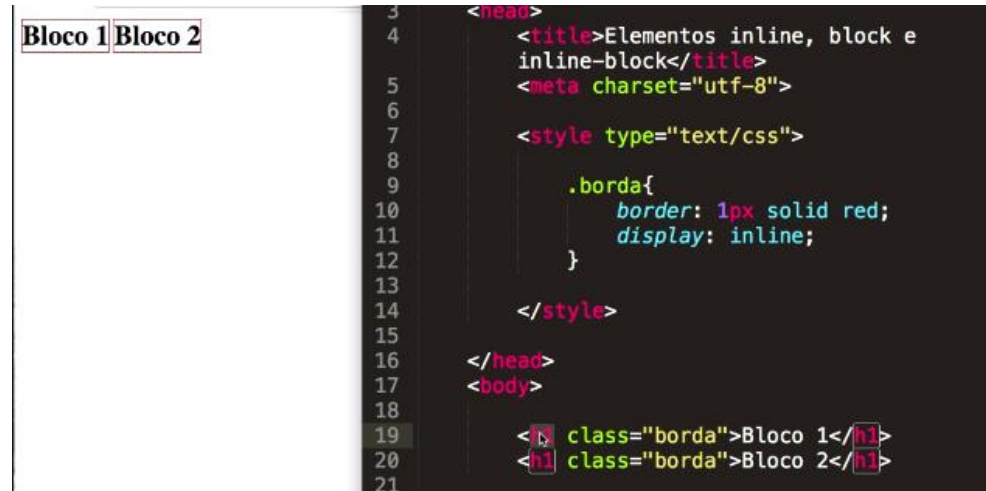 Bloco 1 Bloco 2
3 <head>
4 <title>Elementos inline, block e
inline-block</title>
5 <meta charset="utf-8">
6
7 <style type="text/css">
8
9 .borda{
10 border: 1px solid red;
11 display: inline;
12 }
13
14 </style>
15
16 </head>
17 <body>
18
19 <h1 class="borda">Bloco 1</h1>
20 <h1 class="borda">Bloco 2</h1>
21